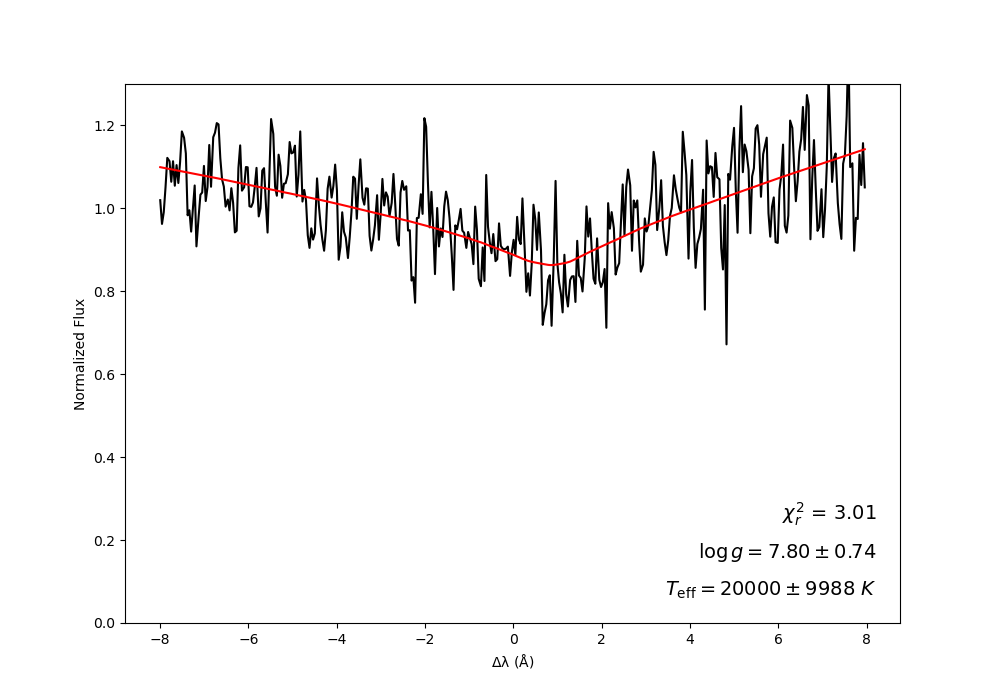 1.2
1.0
0.8
0.6
0.4
0.2
0.0
Normalized Flux
χ²ᵣ = 3.01
log g = 7.80 ± 0.74
T_eff = 20000 ± 9988 K
−8 −6 −4 −2 0 2 4 6 8
Δλ (Å)